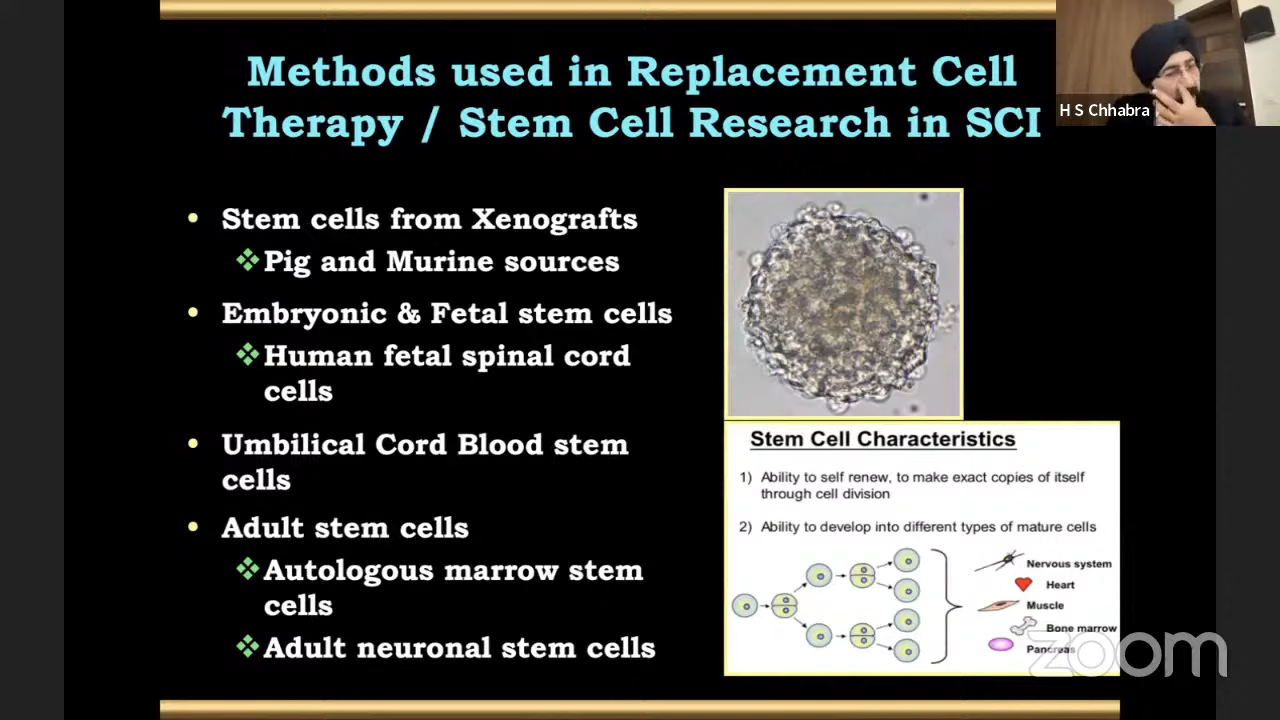 Methods used in Replacement Cell
Therapy / Stem Cell Research in SCI
H S Chhabra
• Stem cells from Xenografts
❖Pig and Murine sources
• Embryonic & Fetal stem cells
❖Human fetal spinal cord
cells
• Umbilical Cord Blood stem
cells
• Adult stem cells
❖Autologous marrow stem
cells
❖Adult neuronal stem cells
Stem Cell Characteristics
1) Ability to self renew, to make exact copies of itself
through cell division
2) Ability to develop into different types of mature cells
Nervous system
Heart
Muscle
Bone marrow
Pancreas
zoom